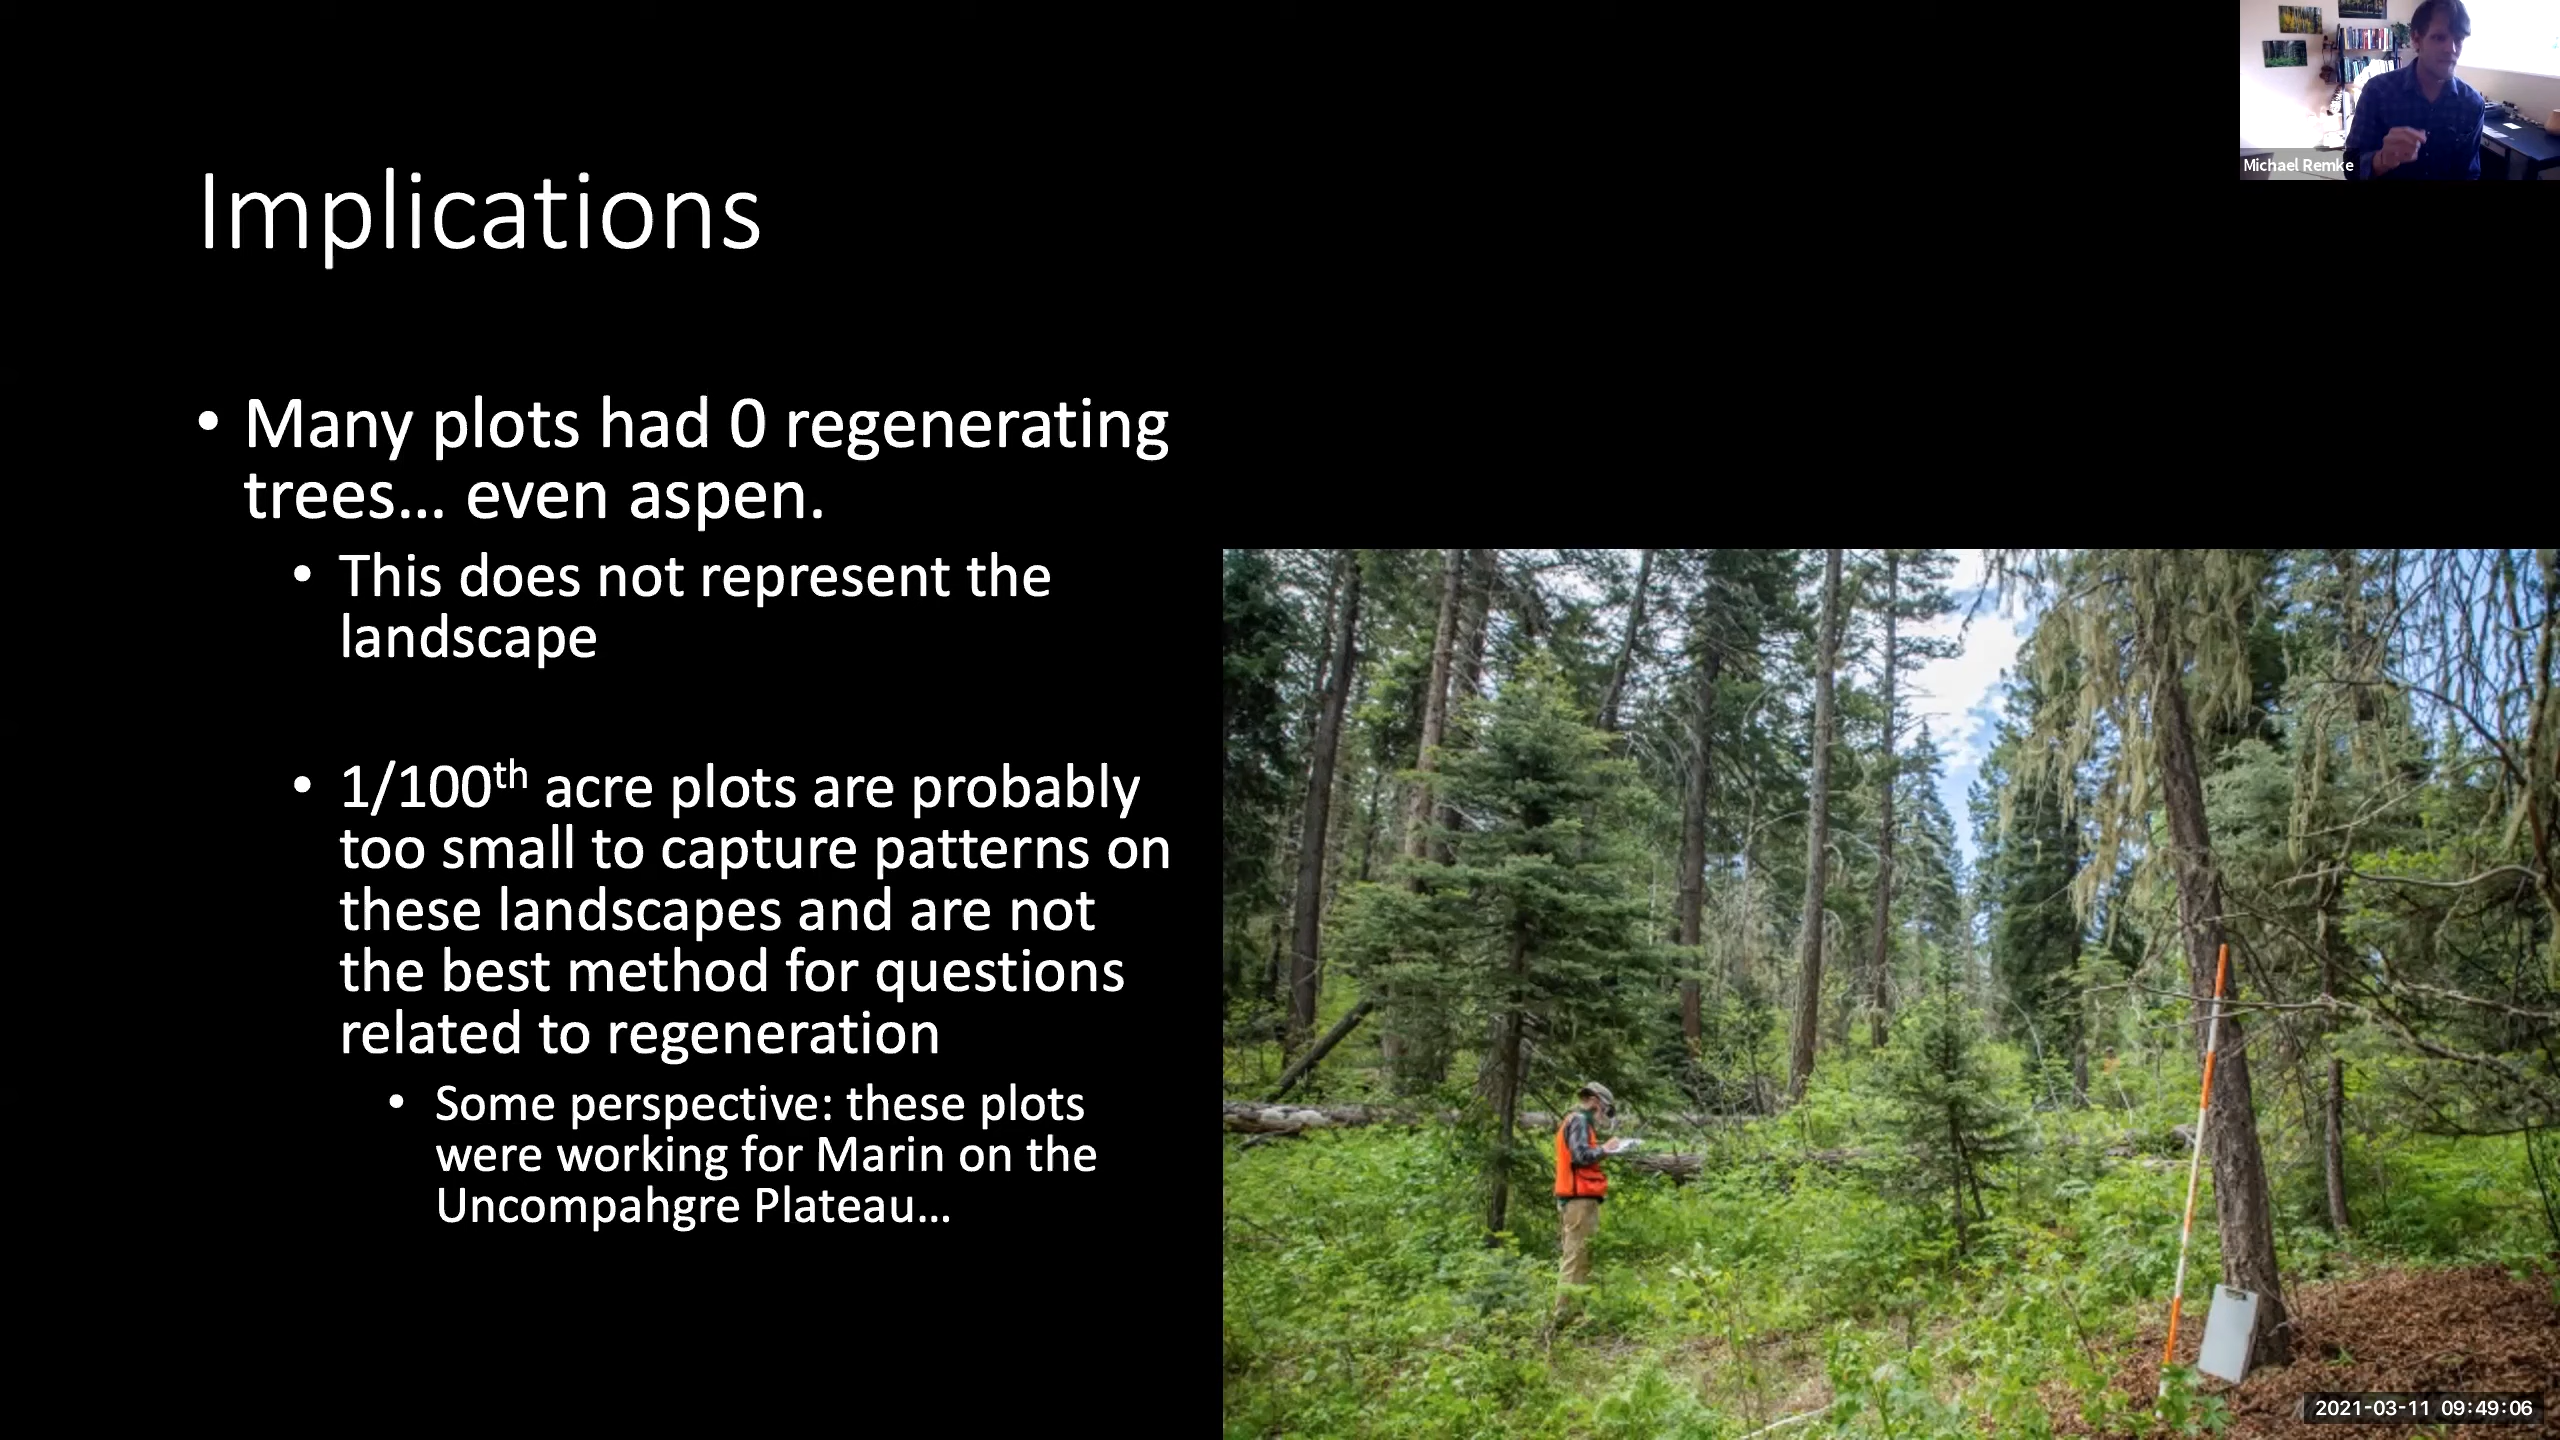 Michael Remke
Implications
• Many plots had 0 regenerating
trees... even aspen.
• This does not represent the
landscape
• 1/100th acre plots are probably
too small to capture patterns on
these landscapes and are not
the best method for questions
related to regeneration
• Some perspective: these plots
were working for Marin on the
Uncompahgre Plateau...
2021-03-11 09:49:06